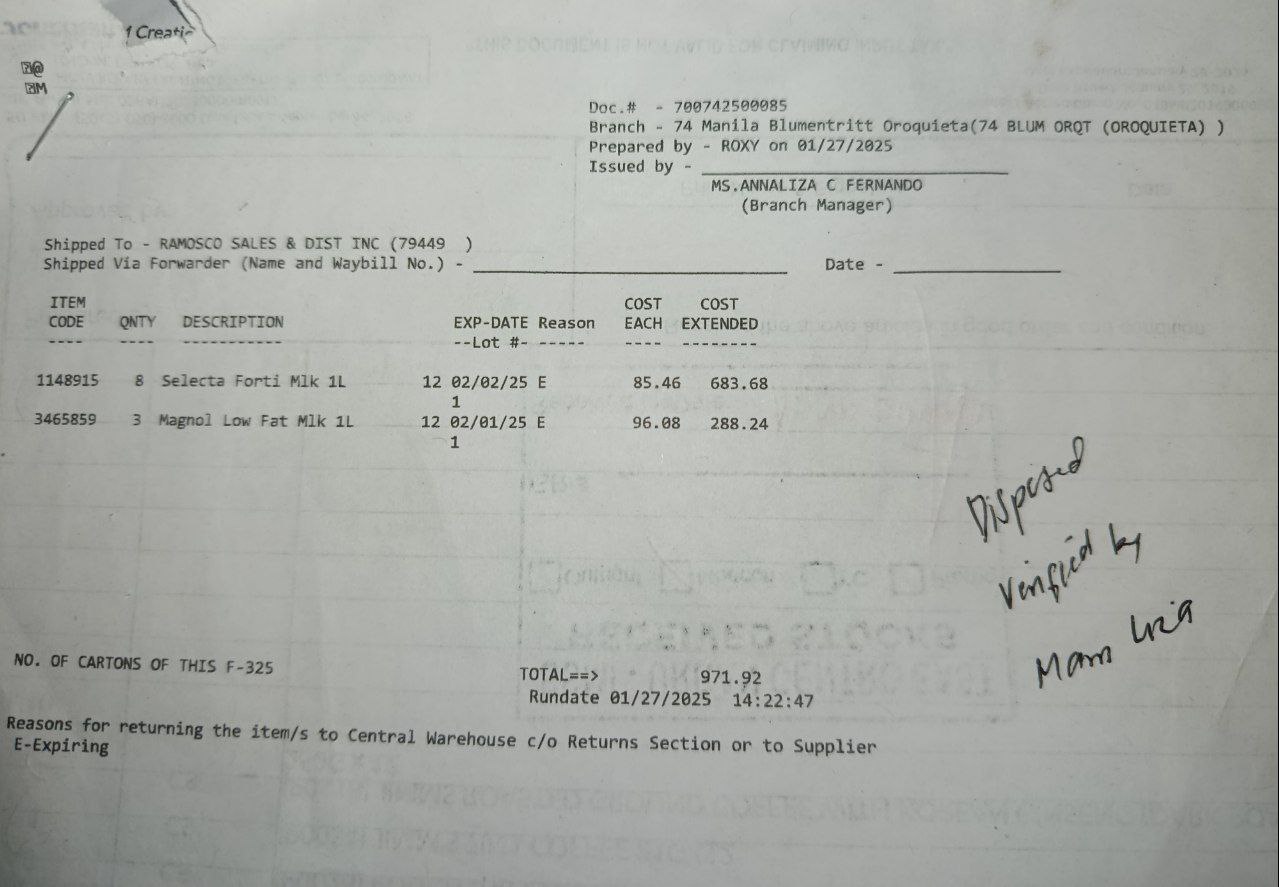 f Creati
@
M
Doc.# - 700742500085
Branch - 74 Manila Blumentritt Oroquieta(74 BLUM ORQT (OROQUIETA) )
Prepared by - ROXY on 01/27/2025
Issued by -
MS.ANNALIZA C FERNANDO
(Branch Manager)
Shipped To - RAMOSCO SALES & DIST INC (79449 )
Shipped Via Forwarder (Name and Waybill No.) - Date -
ITEM COST COST
CODE QNTY DESCRIPTION EXP-DATE Reason EACH EXTENDED
---- ---- ----------- --Lot #- ----- ---- --------
1148915 8 Selecta Forti Mlk 1L 12 02/02/25 E 85.46 683.68
1
3465859 3 Magnol Low Fat Mlk 1L 12 02/01/25 E 96.08 288.24
1
Disposed
Verified by
Mam
NO. OF CARTONS OF THIS F-325
TOTAL==> 971.92
Rundate 01/27/2025 14:22:47
Reasons for returning the item/s to Central Warehouse c/o Returns Section or to Supplier
E-Expiring